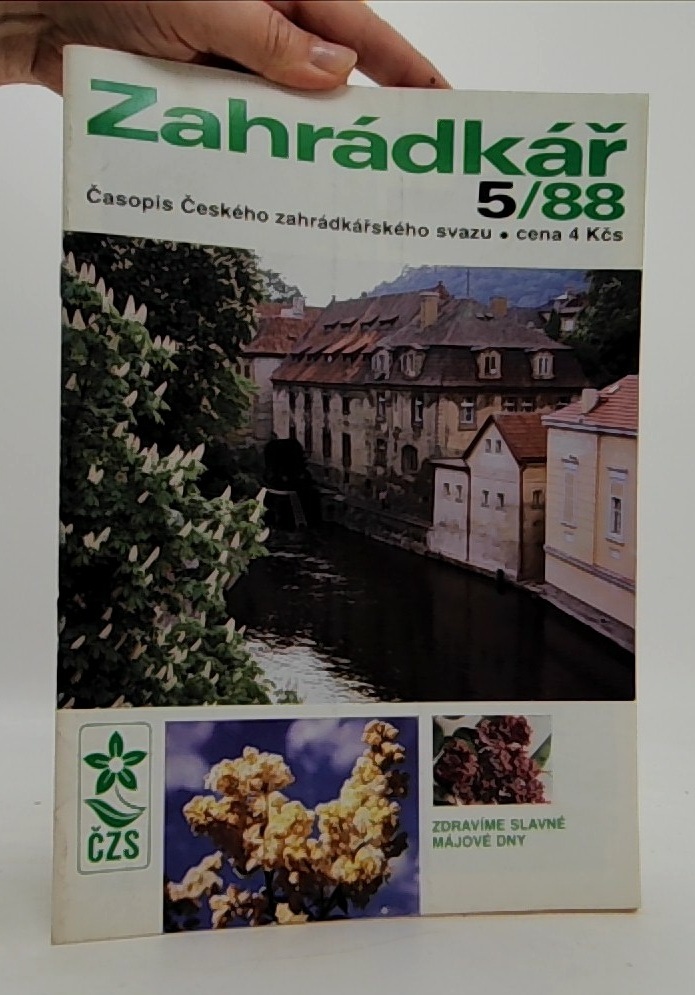 Zahrádkář
5/88
Časopis Českého zahrádkářského svazu • cena 4 Kčs
ČZS
ZDRAVÍME SLAVNÉ
MÁJOVÉ DNY